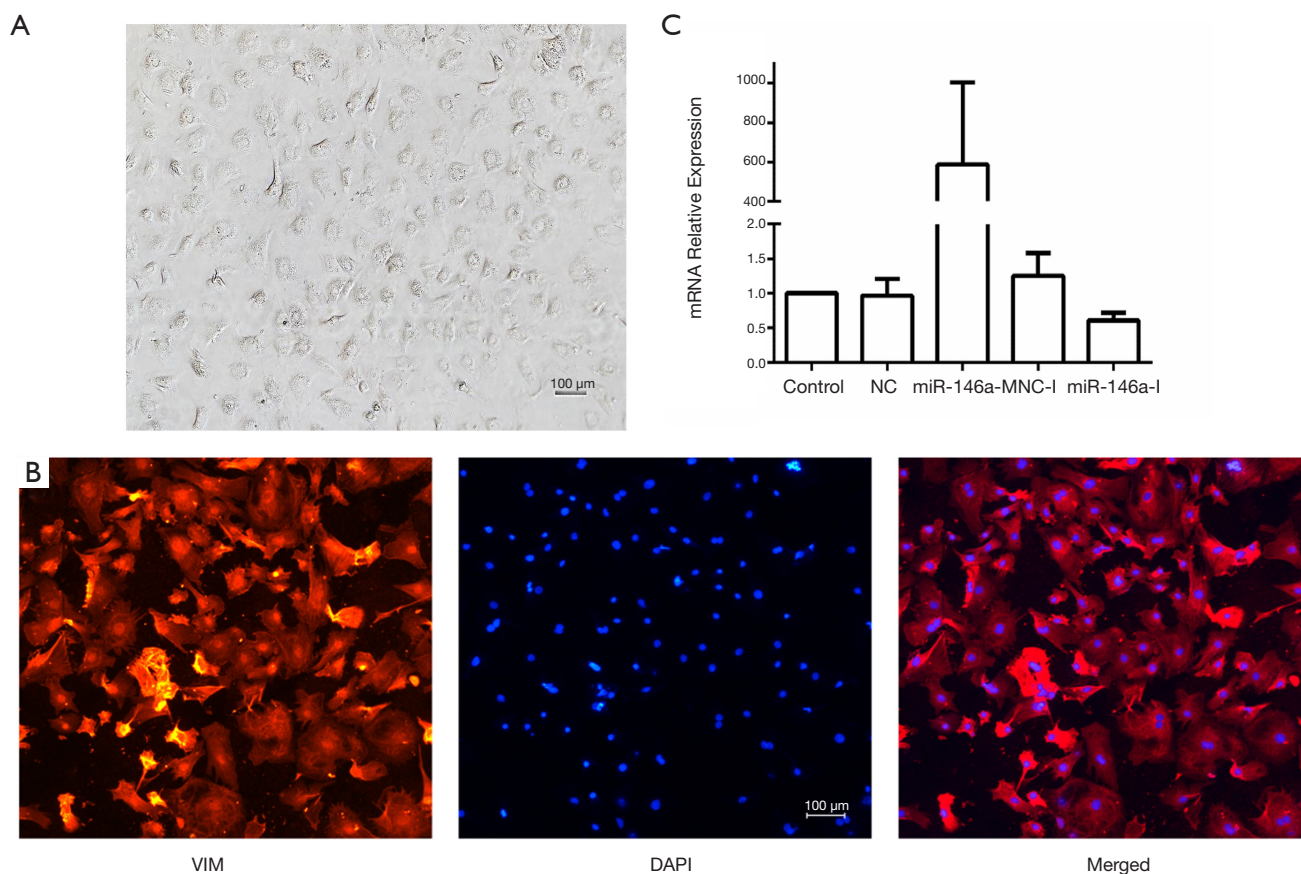 A
100 µm
C
mRNA Relative Expression
1000
800
600
400
2.0
1.5
1.0
0.5
0.0
Control NC miR-146a-MNC-I miR-146a-I
B
100 µm
VIM DAPI Merged